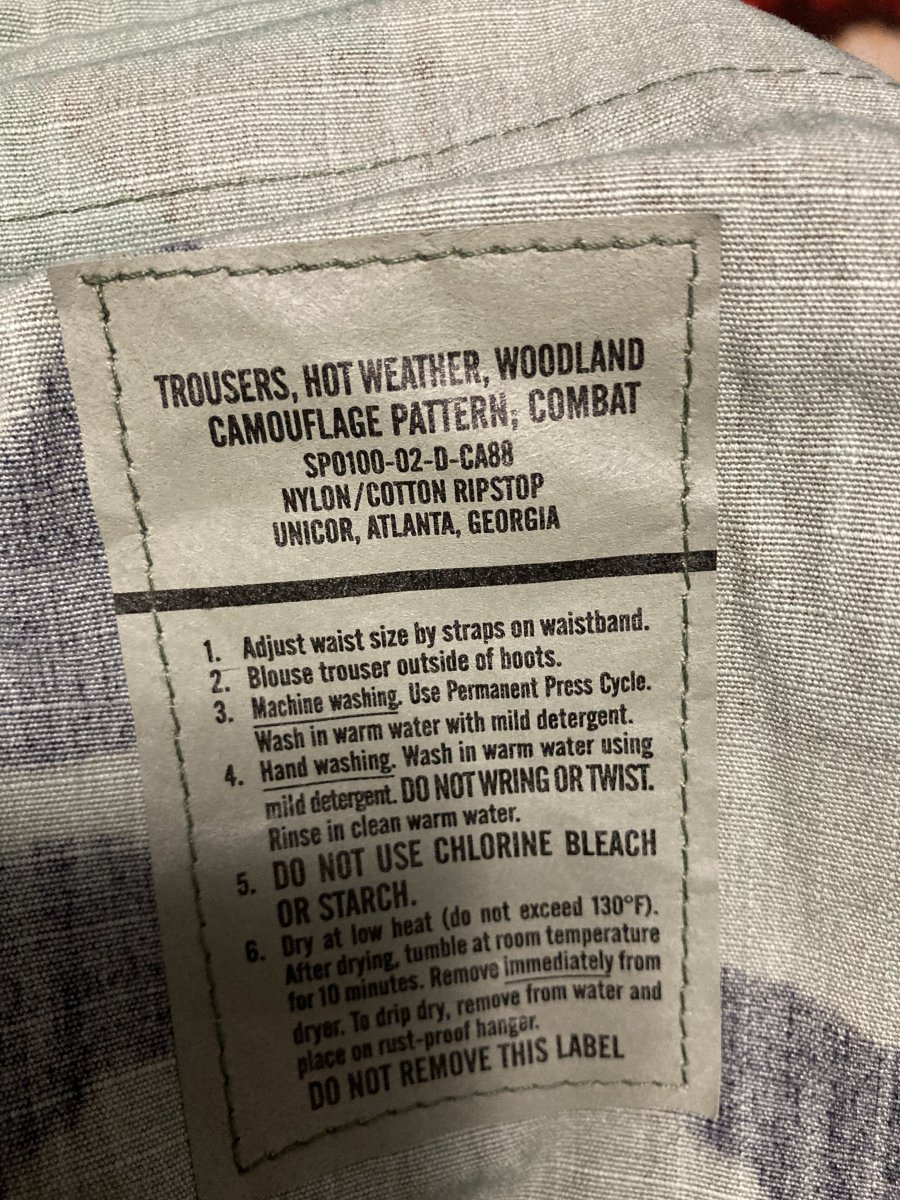 TROUSERS, HOT WEATHER, WOODLAND
CAMOUFLAGE PATTERN; COMBAT
SPO100-02-D-CA88
NYLON/COTTON RIPSTOP
UNICOR, ATLANTA, GEORGIA
1. Adjust waist size by straps on waistband.
2. Blouse trouser outside of boots.
3. Machine washing. Use Permanent Press Cycle.
Wash in warm water with mild detergent.
4. Hand washing. Wash in warm water using
mild detergent. DO NOT WRING OR TWIST.
Rinse in clean warm water.
5. DO NOT USE CHLORINE BLEACH
OR STARCH.
6. Dry at low heat (do not exceed 130°F).
After drying, tumble at room temperature
for 10 minutes. Remove immediately from
dryer. To drip dry, remove from water and
place on rust-proof hanger.
DO NOT REMOVE THIS LABEL